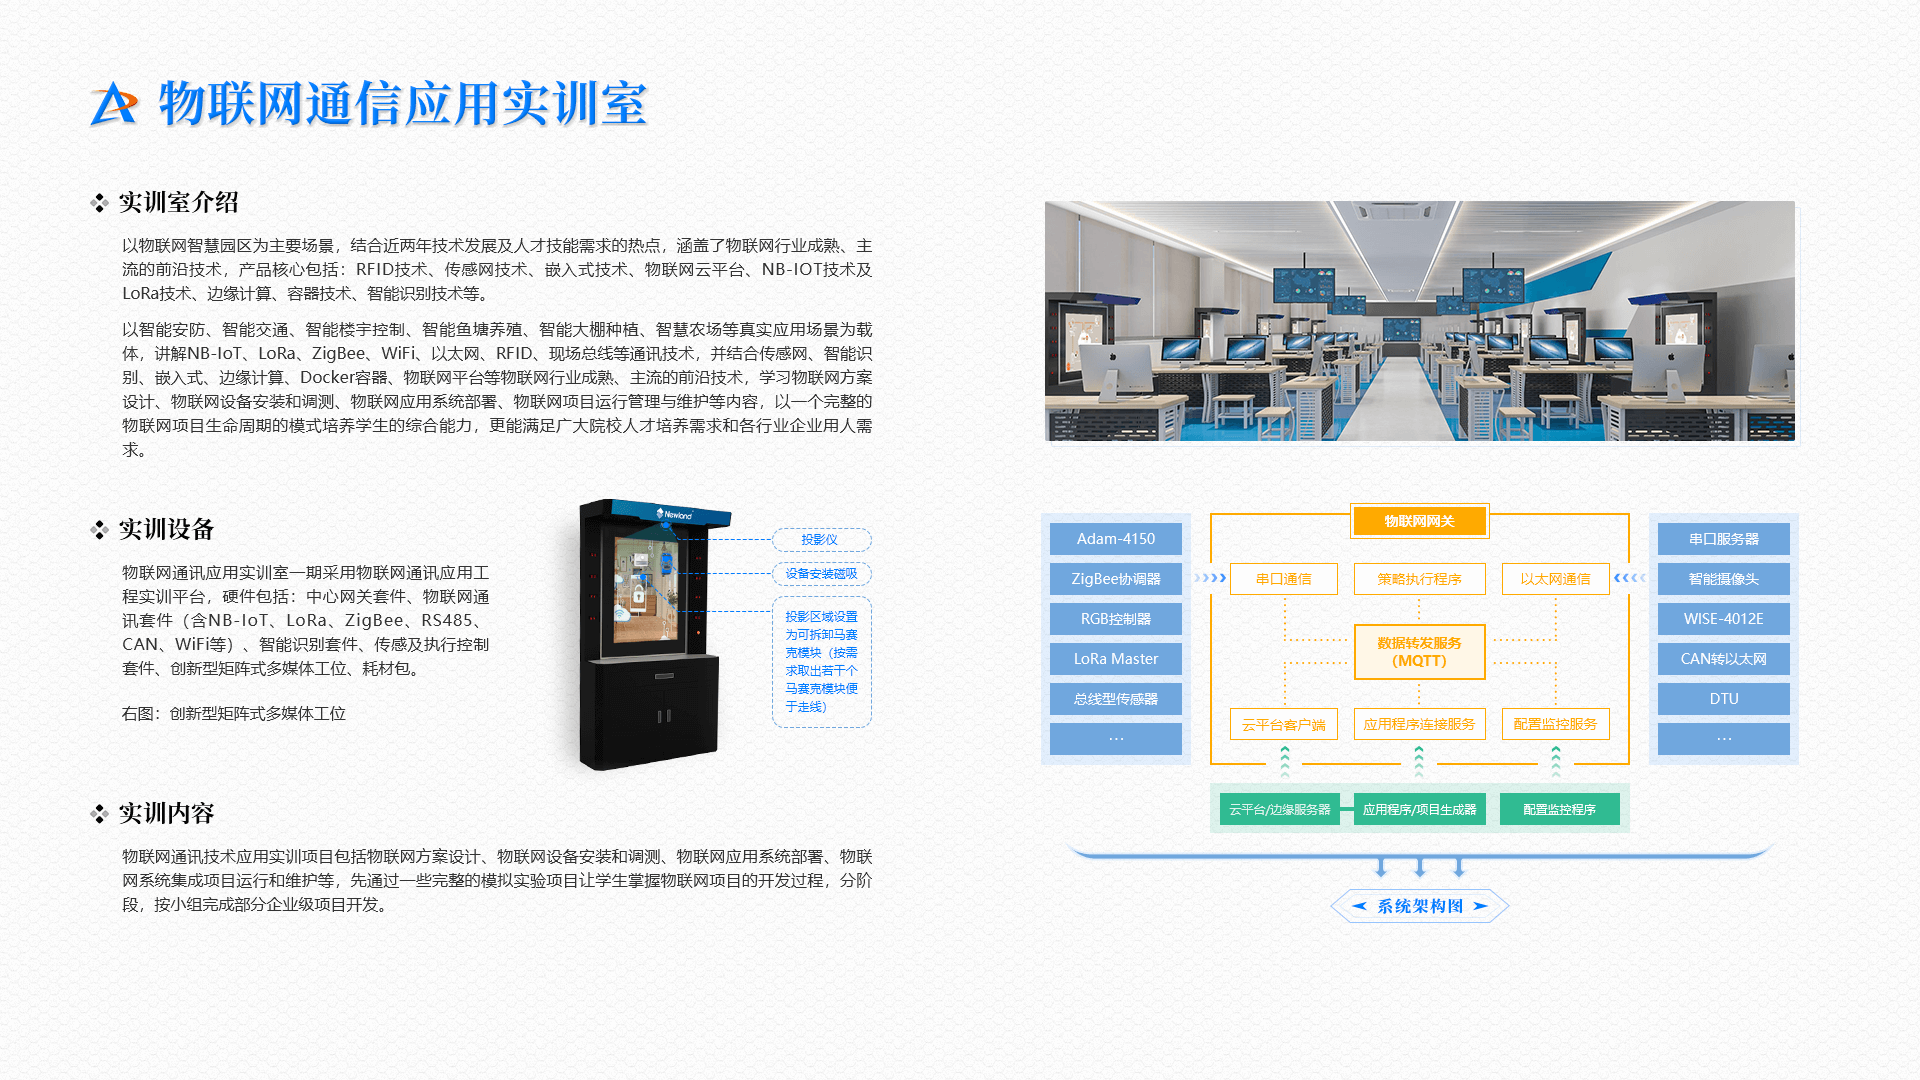 物联网通信应用实训室
实训室介绍
以物联网智慧园区为主要场景，结合近两年技术发展及人才技能需求的热点，涵盖了物联网行业成熟、主
流的前沿技术，产品核心包括：RFID技术、传感网技术、嵌入式技术、物联网云平台、NB-IOT技术及
LoRa技术、边缘计算、容器技术、智能识别技术等。
以智能安防、智能交通、智能楼宇控制、智能鱼塘养殖、智能大棚种植、智慧农场等真实应用场景为载
体，讲解NB-IoT、LoRa、ZigBee、WiFi、以太网、RFID、现场总线等通讯技术，并结合传感网、智能识
别、嵌入式、边缘计算、Docker容器、物联网平台等物联网行业成熟、主流的前沿技术，学习物联网方案
设计、物联网设备安装和调测、物联网应用系统部署、物联网项目运行管理与维护等内容，以一个完整的
物联网项目生命周期的模式培养学生的综合能力，更能满足广大院校人才培养需求和各行业企业用人需
求。
实训设备
物联网通讯应用实训室一期采用物联网通讯应用工
程实训平台，硬件包括：中心网关套件、物联网通
讯套件（含NB-IoT、LoRa、ZigBee、RS485、
CAN、WiFi等）、智能识别套件、传感及执行控制
套件、创新型矩阵式多媒体工位、耗材包。
右图：创新型矩阵式多媒体工位
Newland
投影仪
设备安装磁吸
投影区域设置
为可拆卸马赛
克模块（按需
求取出若干个
马赛克模块便
于走线）
实训内容
物联网通讯技术应用实训项目包括物联网方案设计、物联网设备安装和调测、物联网应用系统部署、物联
网系统集成项目运行和维护等，先通过一些完整的模拟实验项目让学生掌握物联网项目的开发过程，分阶
段，按小组完成部分企业级项目开发。
Adam-4150
ZigBee协调器
RGB控制器
LoRa Master
总线型传感器
...
物联网网关
串口通信
策略执行程序
以太网通信
数据转发服务
（MQTT）
云平台客户端
应用程序连接服务
配置监控服务
串口服务器
智能摄像头
WISE-4012E
CAN转以太网
DTU
...
云平台/边缘服务器
应用程序/项目生成器
配置监控程序
系统架构图